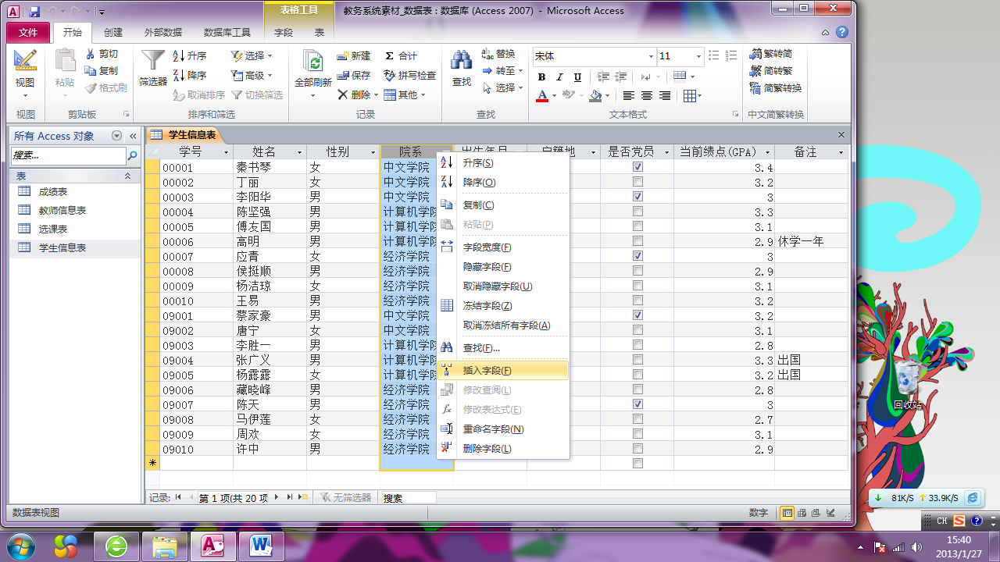 表格工具
教务系统素材_数据表 : 数据库 (Access 2007) - Microsoft Access
文件 开始 创建 外部数据 数据库工具 字段 表
视图 粘贴 剪切 复制 格式刷
筛选器 升序 降序 取消排序 选择 高级 切换筛选
全部刷新 新建 保存 删除 合计 拼写检查 其他
查找 替换 转至 选择
宋体 11
B I U
繁转简 简转繁 简繁转换
视图 剪贴板 排序和筛选 记录 查找 文本格式 中文简繁转换
所有 Access 对象
搜索...
表
成绩表
教师信息表
选课表
学生信息表
学生信息表
学号 姓名 性别 院系 出生年月 户籍地 是否党员 当前绩点(GPA) 备注
00001 秦书琴 女 中文学院 3.4
00002 丁丽 女 中文学院 3.2
00003 李阳华 男 中文学院 3
00004 陈坚强 男 计算机学院 3.3
00005 傅友国 男 计算机学院 3.1
00006 高明 男 计算机学院 2.9 休学一年
00007 应青 女 经济学院 3
00008 侯挺顺 男 经济学院 2.9
00009 杨洁琼 女 经济学院 3.1
00010 王易 男 经济学院 3.2
09001 蔡家豪 男 中文学院 3.2
09002 唐宁 女 中文学院 3.1
09003 李胜一 男 计算机学院 2.8
09004 张广义 男 计算机学院 3.3 出国
09005 杨露露 女 计算机学院 3.2 出国
09006 藏晓峰 男 经济学院 2.8
09007 陈天 男 经济学院 3
09008 马伊莲 女 经济学院 2.7
09009 周欢 女 经济学院 3.1
09010 许中 男 经济学院 2.9
升序(S)
降序(O)
复制(C)
粘贴(P)
字段宽度(F)
隐藏字段(F)
取消隐藏字段(U)
冻结字段(Z)
取消冻结所有字段(A)
查找(F)...
插入字段(F)
修改查阅(L)
修改表达式(E)
重命名字段(N)
删除字段(L)
记录: 第 1 项(共 20 项 无筛选器 搜索
数据表视图 数字
回收站
81K/S 33.9K/S
CH
15:40
2013/1/27